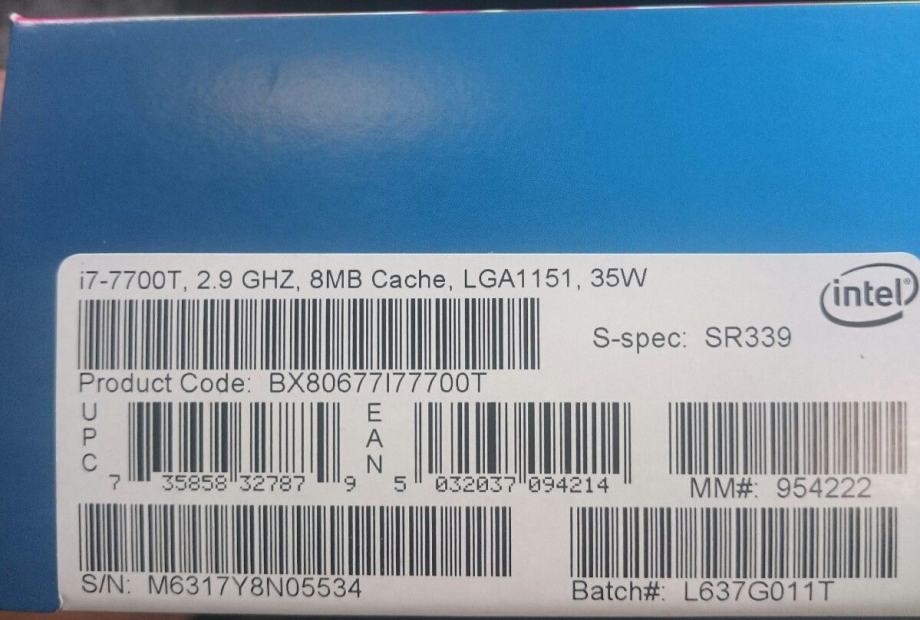 i7-7700T, 2.9 GHZ, 8MB Cache, LGA1151, 35W
intel®
S-spec: SR339
Product Code: BX80677I77700T
UPC 7 35858 32787 9
EAN 5 032037 094214
MM#: 954222
S/N: M6317Y8N05534
Batch#: L637G011T